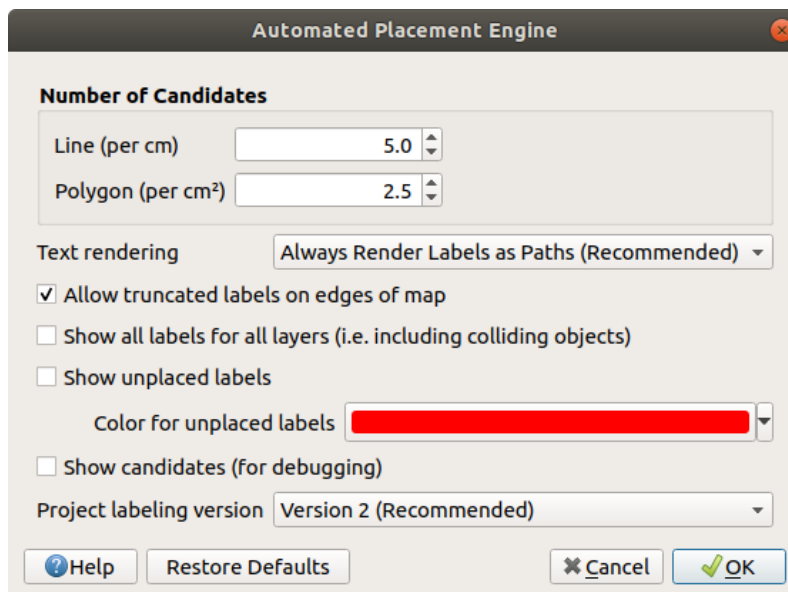 Automated Placement Engine
Number of Candidates
Line (per cm) 5.0
Polygon (per cm²) 2.5
Text rendering Always Render Labels as Paths (Recommended)
Allow truncated labels on edges of map
Show all labels for all layers (i.e. including colliding objects)
Show unplaced labels
Color for unplaced labels
Show candidates (for debugging)
Project labeling version Version 2 (Recommended)
Help Restore Defaults Cancel OK